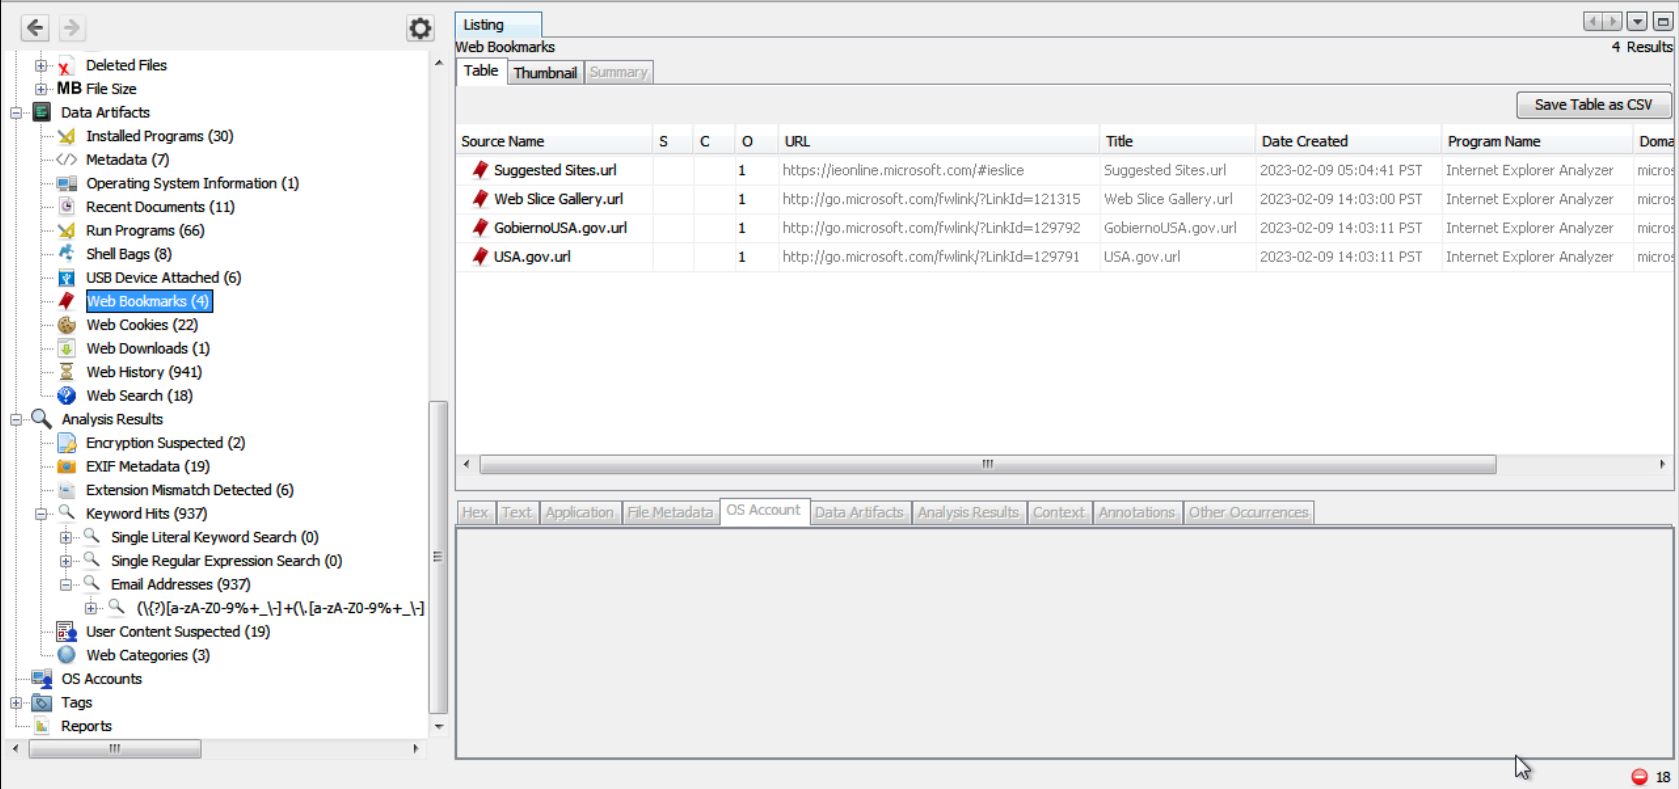 Deleted Files
MB File Size
Data Artifacts
Installed Programs (30)
Metadata (7)
Operating System Information (1)
Recent Documents (11)
Run Programs (66)
Shell Bags (8)
USB Device Attached (6)
Web Bookmarks (4)
Web Cookies (22)
Web Downloads (1)
Web History (941)
Web Search (18)
Analysis Results
Encryption Suspected (2)
EXIF Metadata (19)
Extension Mismatch Detected (6)
Keyword Hits (937)
Single Literal Keyword Search (0)
Single Regular Expression Search (0)
Email Addresses (937)
(\{?)[a-zA-Z0-9%+_\-]+(\.[a-zA-Z0-9%+_\-]
User Content Suspected (19)
Web Categories (3)
OS Accounts
Tags
Reports
Listing
Web Bookmarks 4 Results
Table Thumbnail Summary
Save Table as CSV
Source Name S C O URL Title Date Created Program Name Doma
Suggested Sites.url 1 https://ieonline.microsoft.com/#ieslice Suggested Sites.url 2023-02-09 05:04:41 PST Internet Explorer Analyzer micros
Web Slice Gallery.url 1 http://go.microsoft.com/fwlink/?LinkId=121315 Web Slice Gallery.url 2023-02-09 14:03:00 PST Internet Explorer Analyzer micros
GobiernoUSA.gov.url 1 http://go.microsoft.com/fwlink/?LinkId=129792 GobiernoUSA.gov.url 2023-02-09 14:03:11 PST Internet Explorer Analyzer micros
USA.gov.url 1 http://go.microsoft.com/fwlink/?LinkId=129791 USA.gov.url 2023-02-09 14:03:11 PST Internet Explorer Analyzer micros
Hex Text Application File Metadata OS Account Data Artifacts Analysis Results Context Annotations Other Occurrences
18